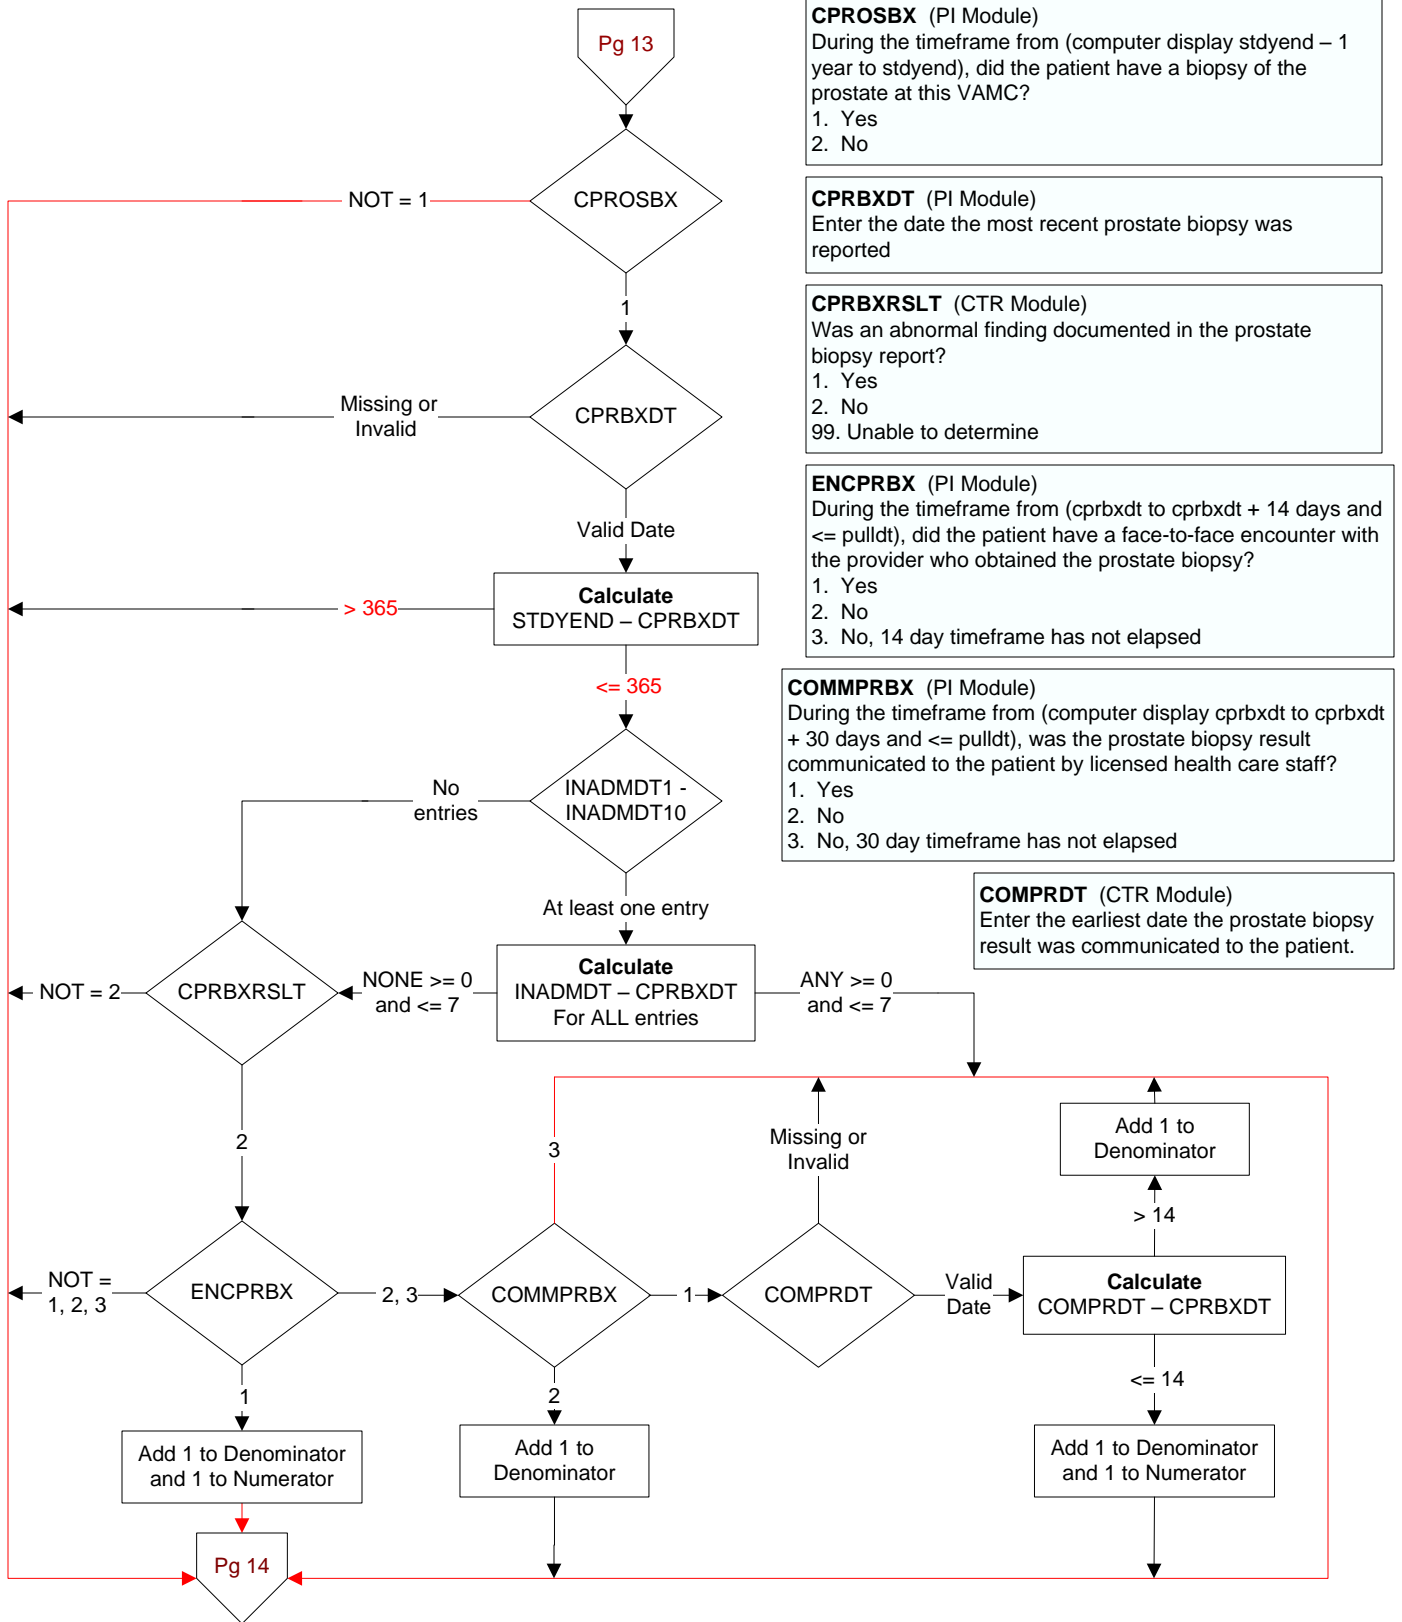 Pg 13
CPROSBX (PI Module)
During the timeframe from (computer display stdyend – 1
year to stdyend), did the patient have a biopsy of the
prostate at this VAMC?
1. Yes
2. No
NOT = 1
CPROSBX
CPRBXDT (PI Module)
Enter the date the most recent prostate biopsy was
reported
1
CPRBXRSLT (CTR Module)
Was an abnormal finding documented in the prostate
biopsy report?
1. Yes
2. No
99. Unable to determine
Missing or
Invalid
CPRBXDT
Valid Date
ENCPRBX (PI Module)
During the timeframe from (cprbxdt to cprbxdt + 14 days and
<= pulldt), did the patient have a face-to-face encounter with
the provider who obtained the prostate biopsy?
1. Yes
2. No
3. No, 14 day timeframe has not elapsed
> 365
Calculate
STDYEND – CPRBXDT
<= 365
COMMPRBX (PI Module)
During the timeframe from (computer display cprbxdt to cprbxdt
+ 30 days and <= pulldt), was the prostate biopsy result
communicated to the patient by licensed health care staff?
1. Yes
2. No
3. No, 30 day timeframe has not elapsed
No
entries
INADMDT1 -
INADMDT10
At least one entry
COMPRDT (CTR Module)
Enter the earliest date the prostate biopsy
result was communicated to the patient.
NOT = 2
CPRBXRSLT
NONE >= 0
and <= 7
Calculate
INADMDT – CPRBXDT
For ALL entries
ANY >= 0
and <= 7
2
3
Missing or
Invalid
Add 1 to
Denominator
> 14
NOT =
1, 2, 3
ENCPRBX
2, 3
COMMPRBX
1
COMPRDT
Valid
Date
Calculate
COMPRDT – CPRBXDT
1
2
<= 14
Add 1 to Denominator
and 1 to Numerator
Add 1 to
Denominator
Add 1 to Denominator
and 1 to Numerator
Pg 14